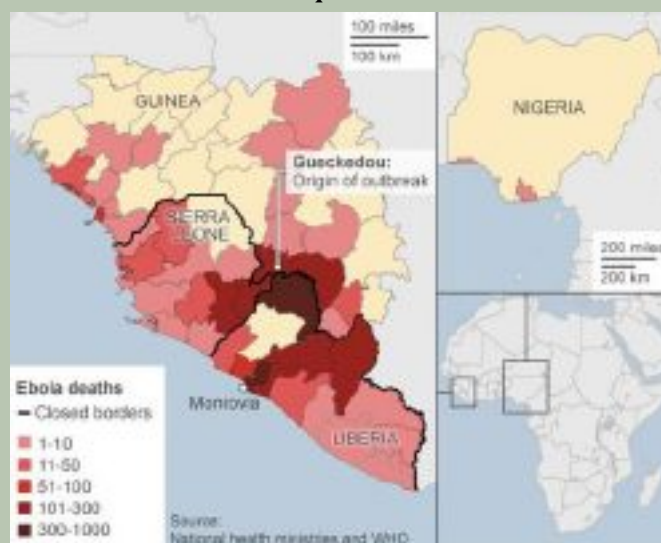 100 miles
100 km
GUINEA
Gueckedou:
Origin of outbreak
SIERRA
LEONE
Monrovia
LIBERIA
Ebola deaths
Closed borders
1-10
11-50
51-100
101-300
300-1000
Source:
National health ministries and WHO
NIGERIA
200 miles
200 km